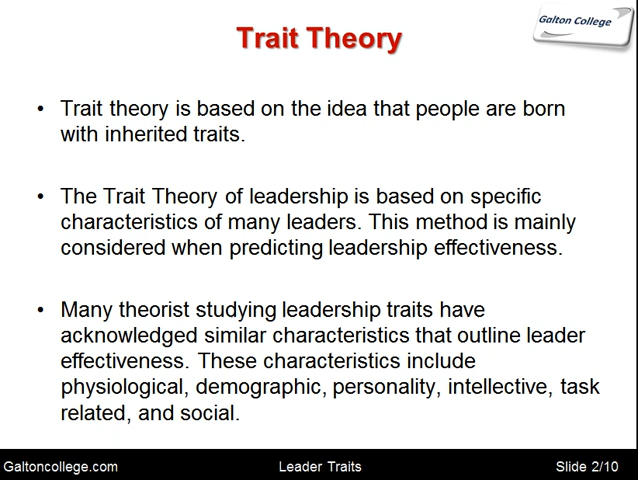 Trait Theory
Galton College
• Trait theory is based on the idea that people are born
with inherited traits.
• The Trait Theory of leadership is based on specific
characteristics of many leaders. This method is mainly
considered when predicting leadership effectiveness.
• Many theorist studying leadership traits have
acknowledged similar characteristics that outline leader
effectiveness. These characteristics include
physiological, demographic, personality, intellective, task
related, and social.
Galtoncollege.com
Leader Traits
Slide 2/10